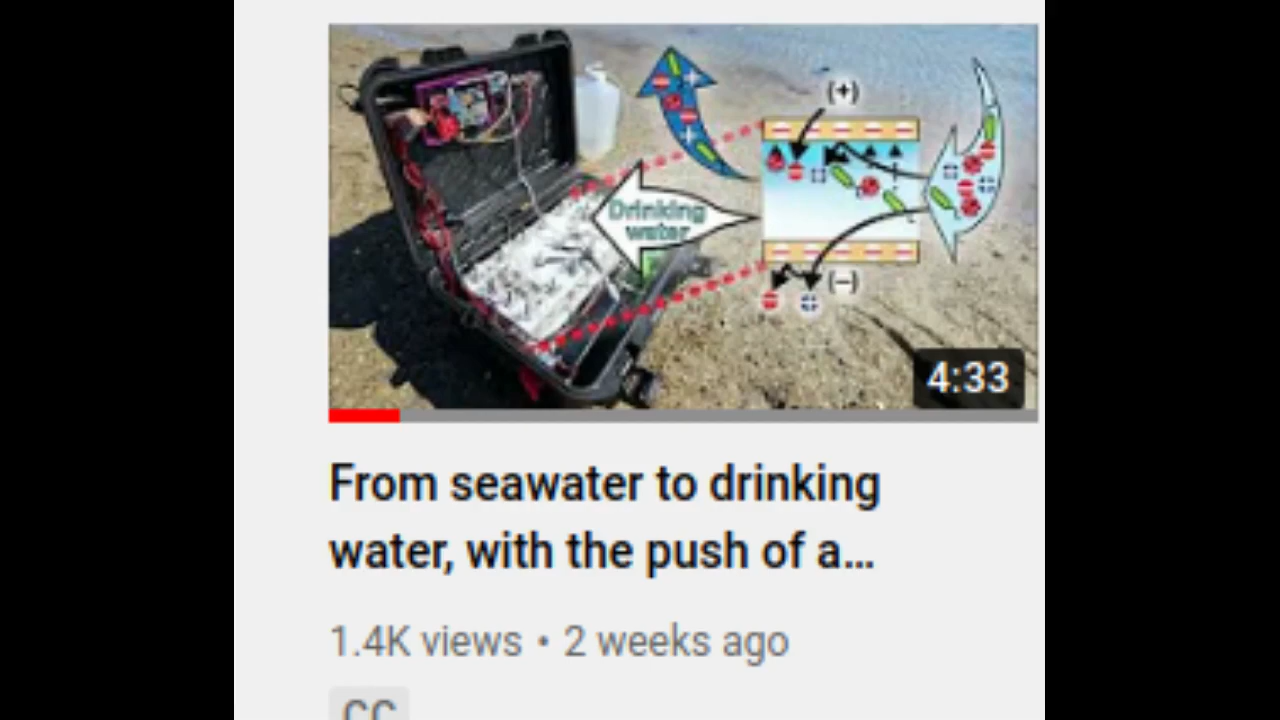 (+)
Drinking
water
(−)
4:33
From seawater to drinking
water, with the push of a...
1.4K views • 2 weeks ago
CC